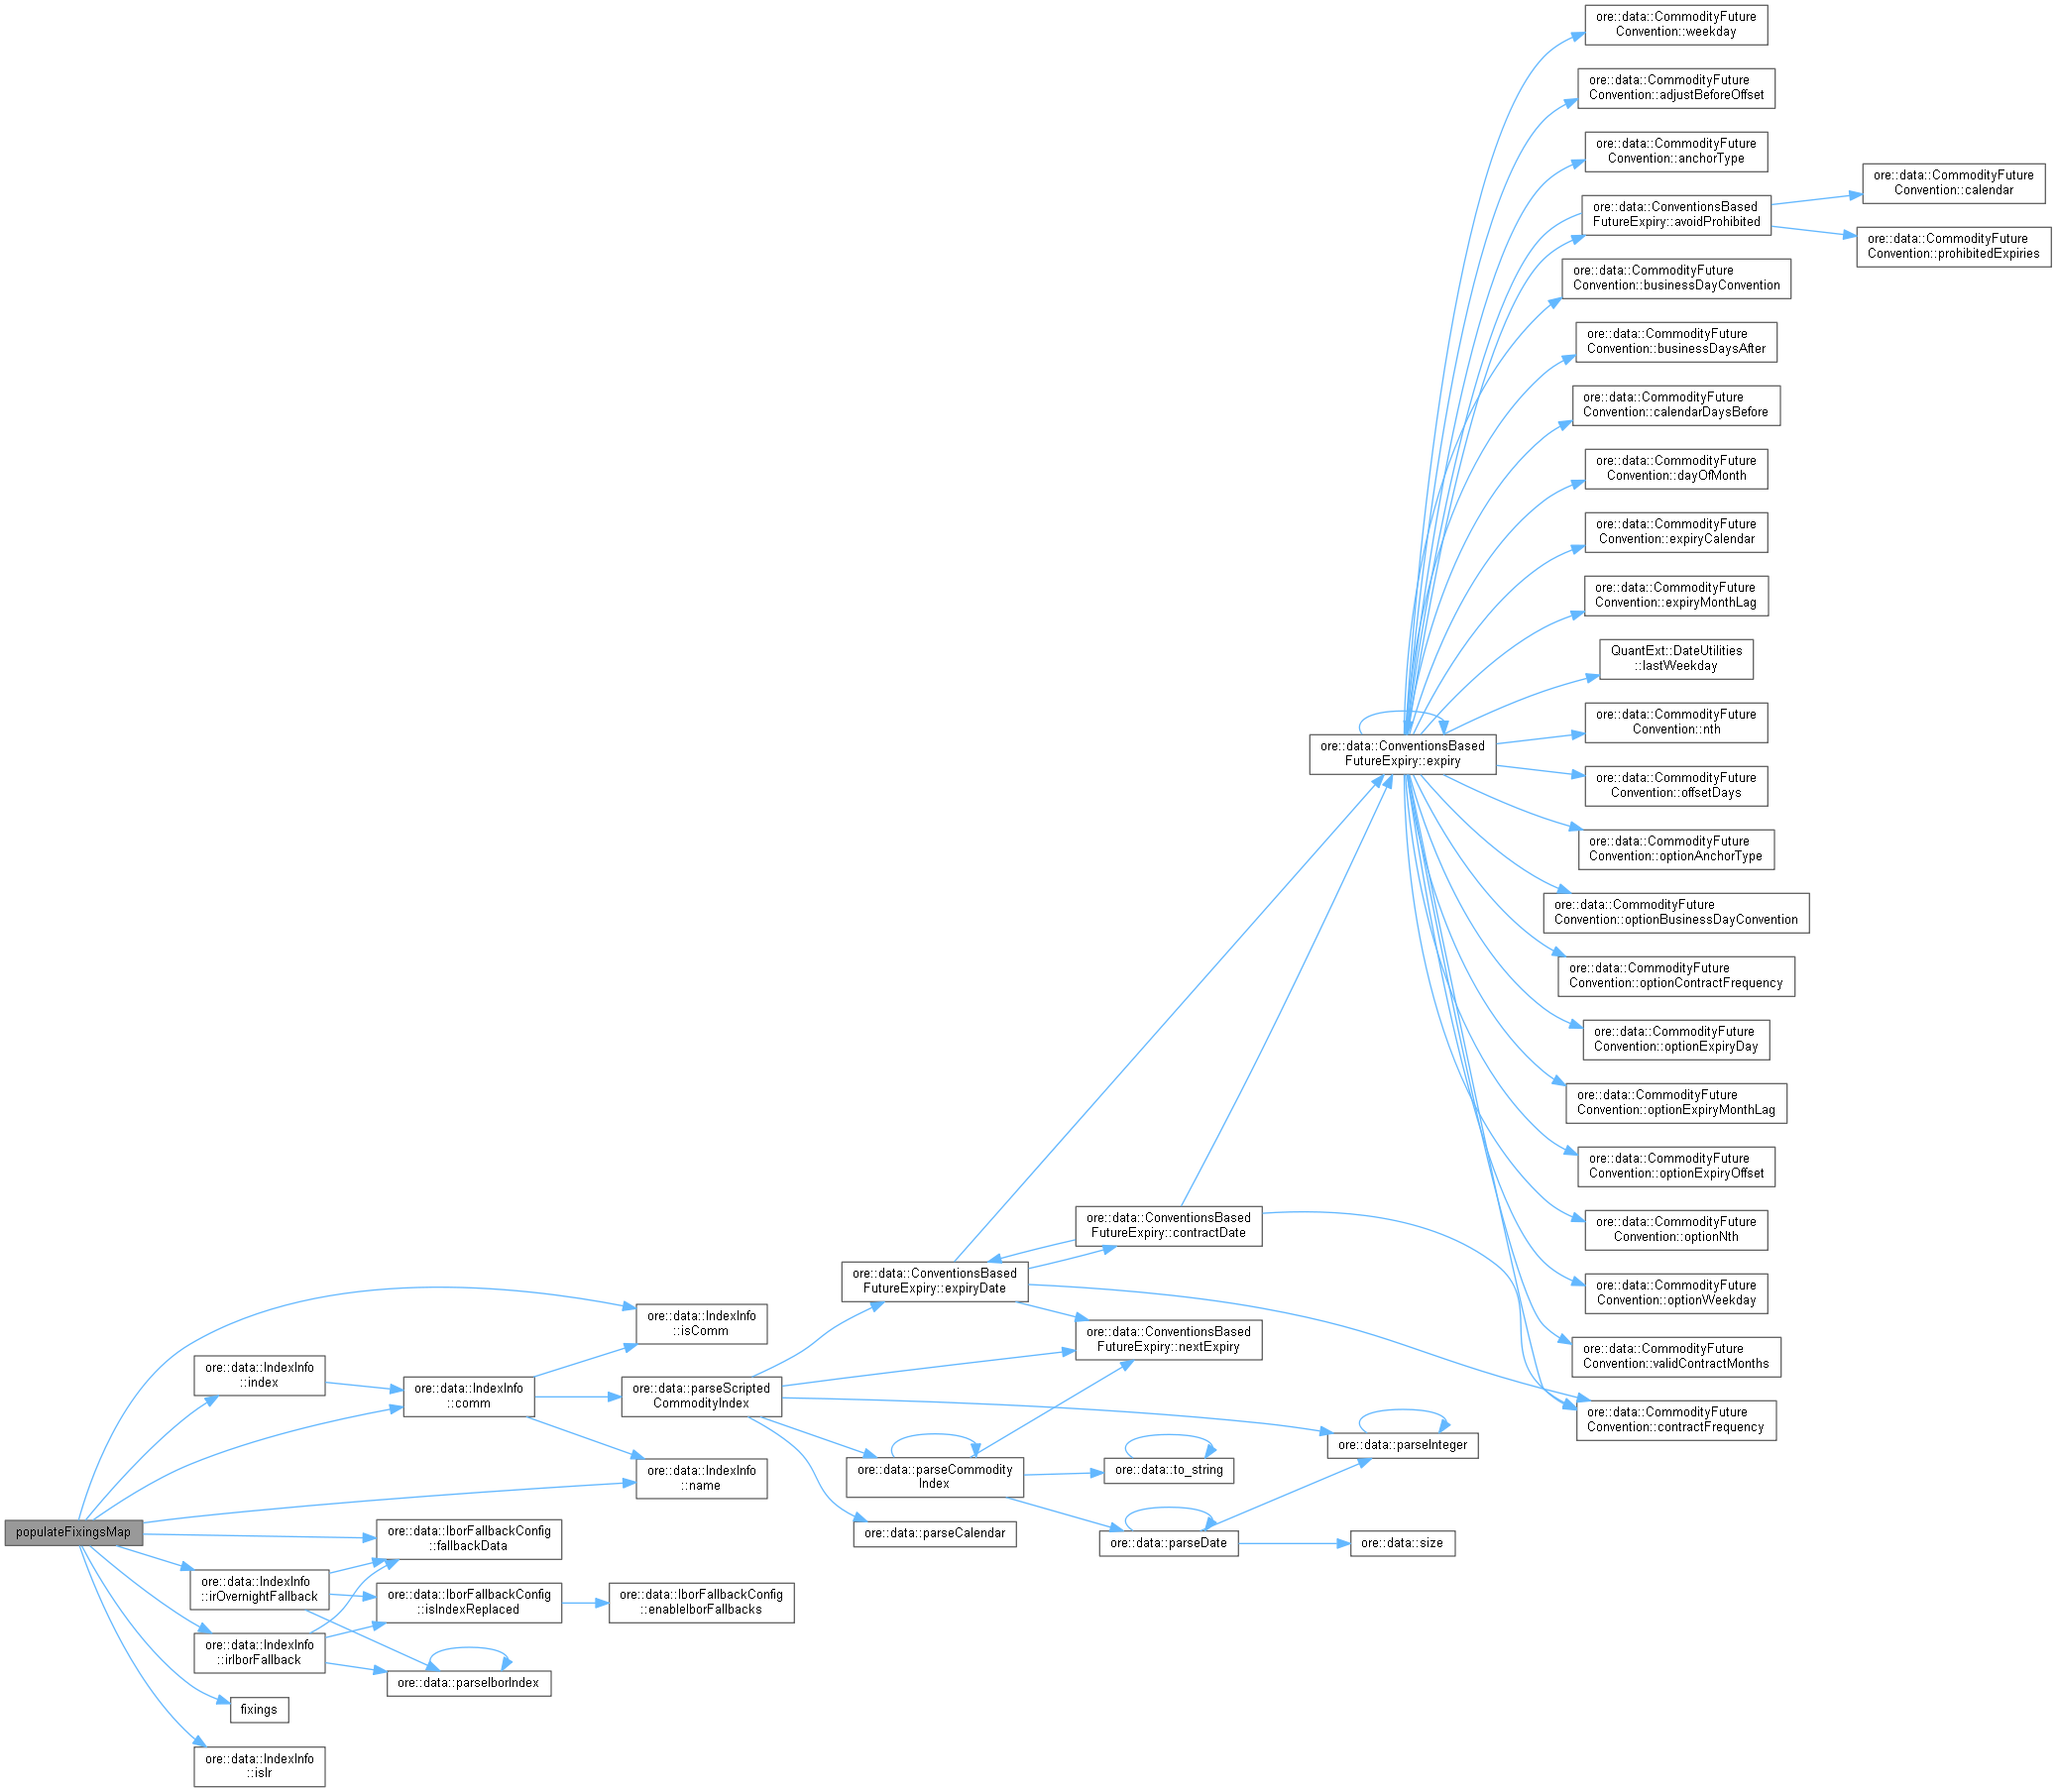 ore::data::CommodityFuture
Convention::weekday
ore::data::CommodityFuture
Convention::adjustBeforeOffset
ore::data::CommodityFuture
Convention::anchorType
ore::data::CommodityFuture
Convention::calendar
ore::data::ConventionsBased
FutureExpiry::avoidProhibited
ore::data::CommodityFuture
Convention::prohibitedExpiries
ore::data::CommodityFuture
Convention::businessDayConvention
ore::data::CommodityFuture
Convention::businessDaysAfter
ore::data::CommodityFuture
Convention::calendarDaysBefore
ore::data::CommodityFuture
Convention::dayOfMonth
ore::data::CommodityFuture
Convention::expiryCalendar
ore::data::CommodityFuture
Convention::expiryMonthLag
QuantExt::DateUtilities
::lastWeekday
ore::data::CommodityFuture
Convention::nth
ore::data::ConventionsBased
FutureExpiry::expiry
ore::data::CommodityFuture
Convention::offsetDays
ore::data::CommodityFuture
Convention::optionAnchorType
ore::data::CommodityFuture
Convention::optionBusinessDayConvention
ore::data::CommodityFuture
Convention::optionContractFrequency
ore::data::CommodityFuture
Convention::optionExpiryDay
ore::data::CommodityFuture
Convention::optionExpiryMonthLag
ore::data::CommodityFuture
Convention::optionExpiryOffset
ore::data::CommodityFuture
Convention::optionNth
ore::data::ConventionsBased
FutureExpiry::contractDate
ore::data::ConventionsBased
FutureExpiry::expiryDate
ore::data::CommodityFuture
Convention::optionWeekday
ore::data::IndexInfo
::isComm
ore::data::ConventionsBased
FutureExpiry::nextExpiry
ore::data::CommodityFuture
Convention::validContractMonths
ore::data::IndexInfo
::index
ore::data::IndexInfo
::comm
ore::data::parseScripted
CommodityIndex
ore::data::CommodityFuture
Convention::contractFrequency
ore::data::parseInteger
ore::data::IndexInfo
::name
ore::data::parseCommodity
Index
ore::data::to_string
populateFixingsMap
ore::data::IborFallbackConfig
::fallbackData
ore::data::parseCalendar
ore::data::parseDate
ore::data::size
ore::data::IndexInfo
::irOvernightFallback
ore::data::IborFallbackConfig
::isIndexReplaced
ore::data::IborFallbackConfig
::enableIborFallbacks
ore::data::IndexInfo
::irIborFallback
ore::data::parseIborIndex
fixings
ore::data::IndexInfo
::isIr